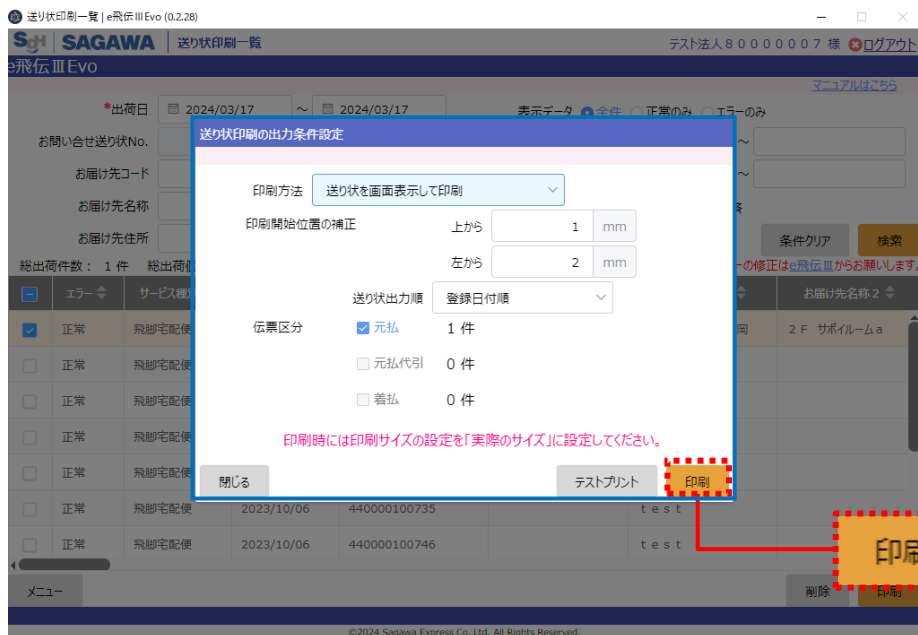 送り状印刷一覧 | e飛伝Ⅲ Evo (0.2.28)
SGH SAGAWA 送り状印刷一覧 テスト法人80000007 様 ログアウト
e飛伝Ⅲ Evo
マニュアルはこちら
*出荷日 2024/03/17 ~ 2024/03/17 表示データ 全件 正常のみ エラーのみ
お問い合せ送り状No. ~
お届け先コード ~
お届け先名称
お届け先住所 条件クリア 検索
総出荷件数: 1 件 の修正はe飛伝Ⅲからお願いします。
エラー サービス種 お届け先名称2
正常 飛脚宅配便 岡 2F サボイルームa
正常 飛脚宅配便
正常 飛脚宅配便
正常 飛脚宅配便
正常 飛脚宅配便
正常 飛脚宅配便 2023/10/06 440000100735 test
正常 飛脚宅配便 2023/10/06 440000100746 test
メニュー 削除 印刷
©2024 Sagawa Express Co.,Ltd. All Rights Reserved.
送り状印刷の出力条件設定
印刷方法 送り状を画面表示して印刷
印刷開始位置の補正 上から 1 mm
左から 2 mm
送り状出力順 登録日付順
伝票区分 元払 1 件
元払代引 0 件
着払 0 件
印刷時には印刷サイズの設定を「実際のサイズ」に設定してください。
閉じる テストプリント 印刷
印刷